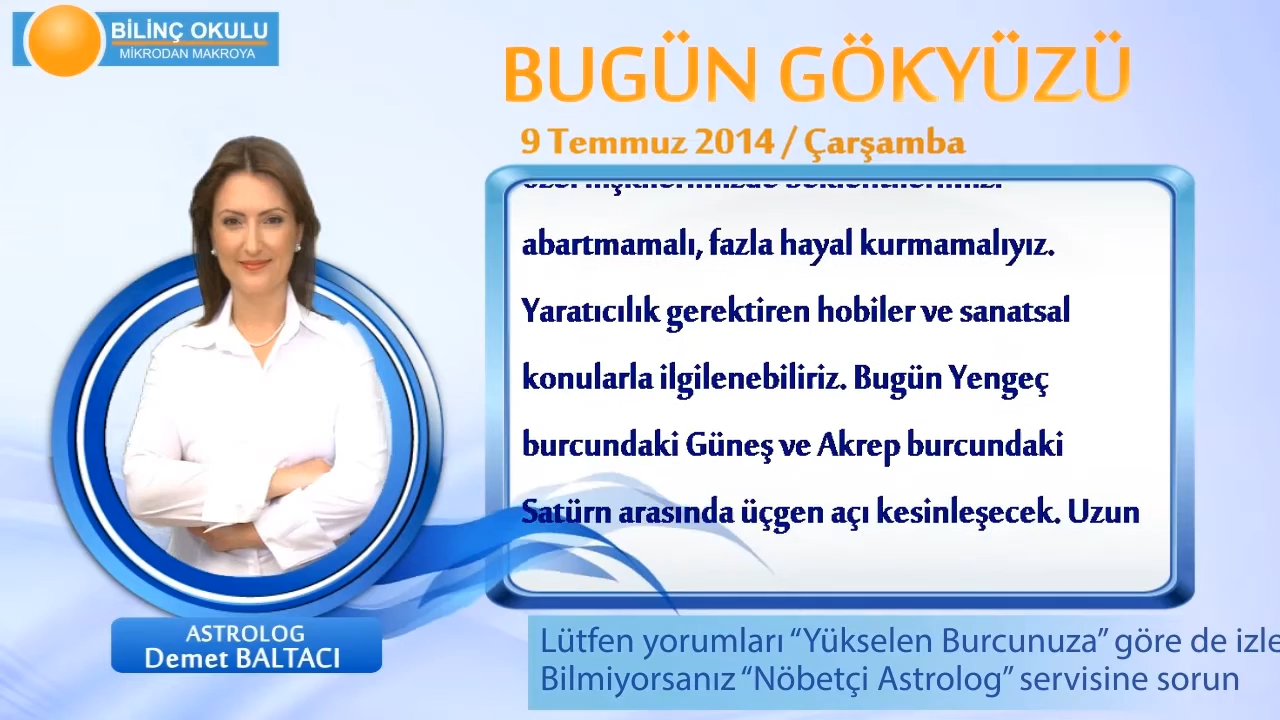 BİLİNÇ OKULU
MİKRODAN MAKROYA
BUGÜN GÖKYÜZÜ
9 Temmuz 2014 / Çarşamba
abartmamalı, fazla hayal kurmamalıyız.
Yaratıcılık gerektiren hobiler ve sanatsal
konularla ilgilenebiliriz. Bugün Yengeç
burcundaki Güneş ve Akrep burcundaki
Satürn arasında üçgen açı kesinleşecek. Uzun
ASTROLOG
Demet BALTACI
Lütfen yorumları “Yükselen Burcunuza” göre de izle
Bilmiyorsanız “Nöbetçi Astrolog” servisine sorun